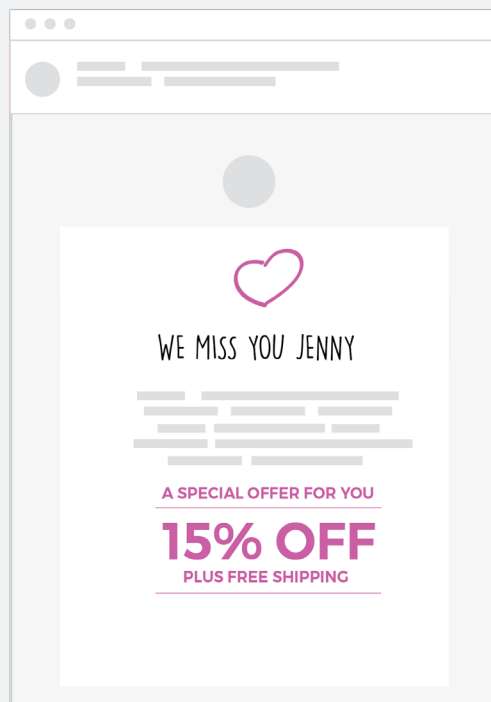 WE MISS YOU JENNY
A SPECIAL OFFER FOR YOU
15% OFF
PLUS FREE SHIPPING